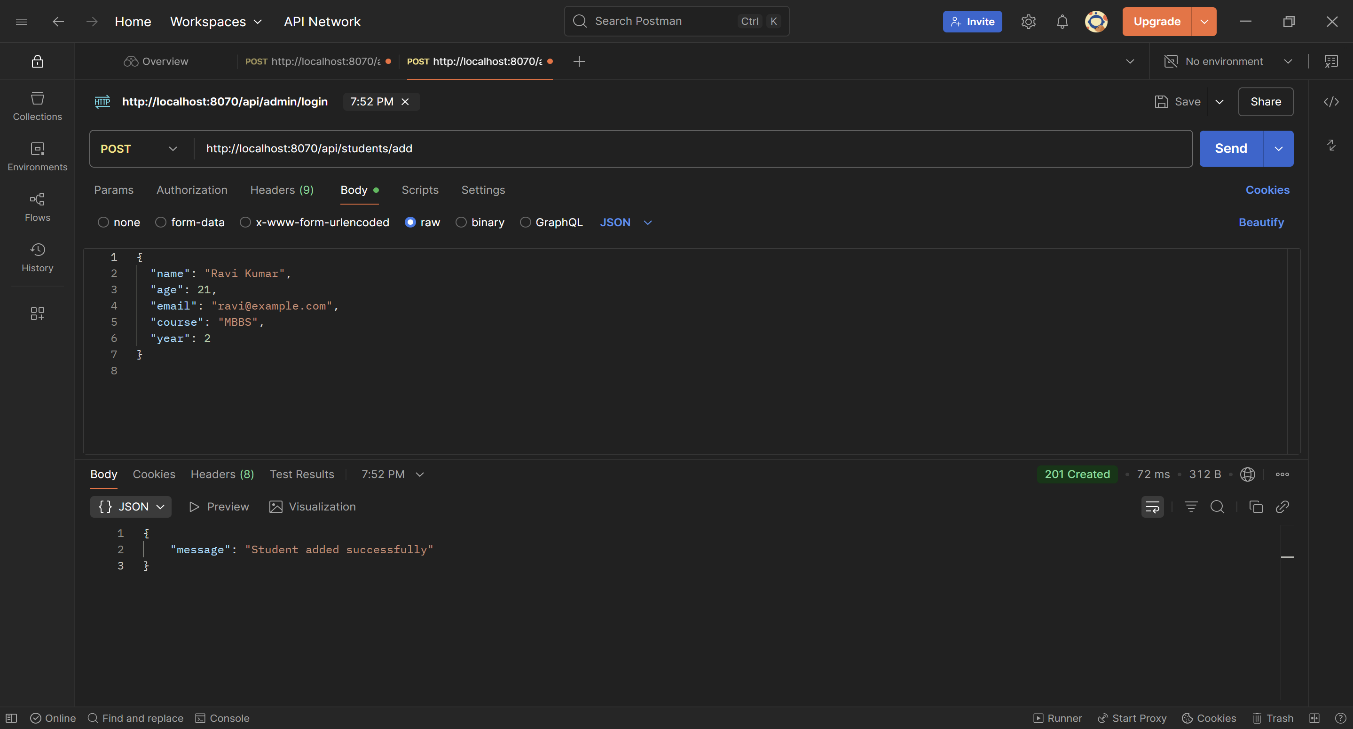 Home Workspaces API Network Search Postman Ctrl K Invite Upgrade
Overview POST http://localhost:8070/a POST http://localhost:8070/a No environment
HTTP http://localhost:8070/api/admin/login 7:52 PM Save Share
Collections
Environments
Flows
History
POST http://localhost:8070/api/students/add Send
Params Authorization Headers (9) Body Scripts Settings Cookies
none form-data x-www-form-urlencoded raw binary GraphQL JSON Beautify
1 {
2 "name": "Ravi Kumar",
3 "age": 21,
4 "email": "ravi@example.com",
5 "course": "MBBS",
6 "year": 2
7 }
8
Body Cookies Headers (8) Test Results 7:52 PM 201 Created 72 ms 312 B
{} JSON Preview Visualization
1 {
2 "message": "Student added successfully"
3 }
Online Find and replace Console Runner Start Proxy Cookies Trash